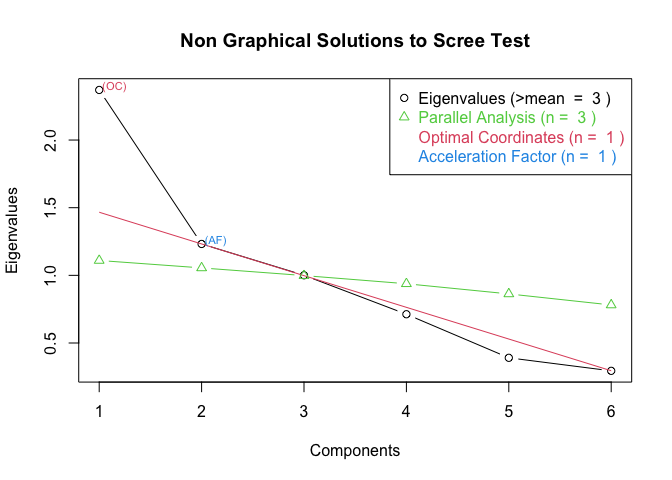 Non Graphical Solutions to Scree Test
(OC)
(AF)
Eigenvalues (>mean  =  3 )
Parallel Analysis (n =  3 )
Optimal Coordinates (n =  1 )
Acceleration Factor (n =  1 )
Eigenvalues
2.0
1.5
1.0
0.5
1 2 3 4 5 6
Components